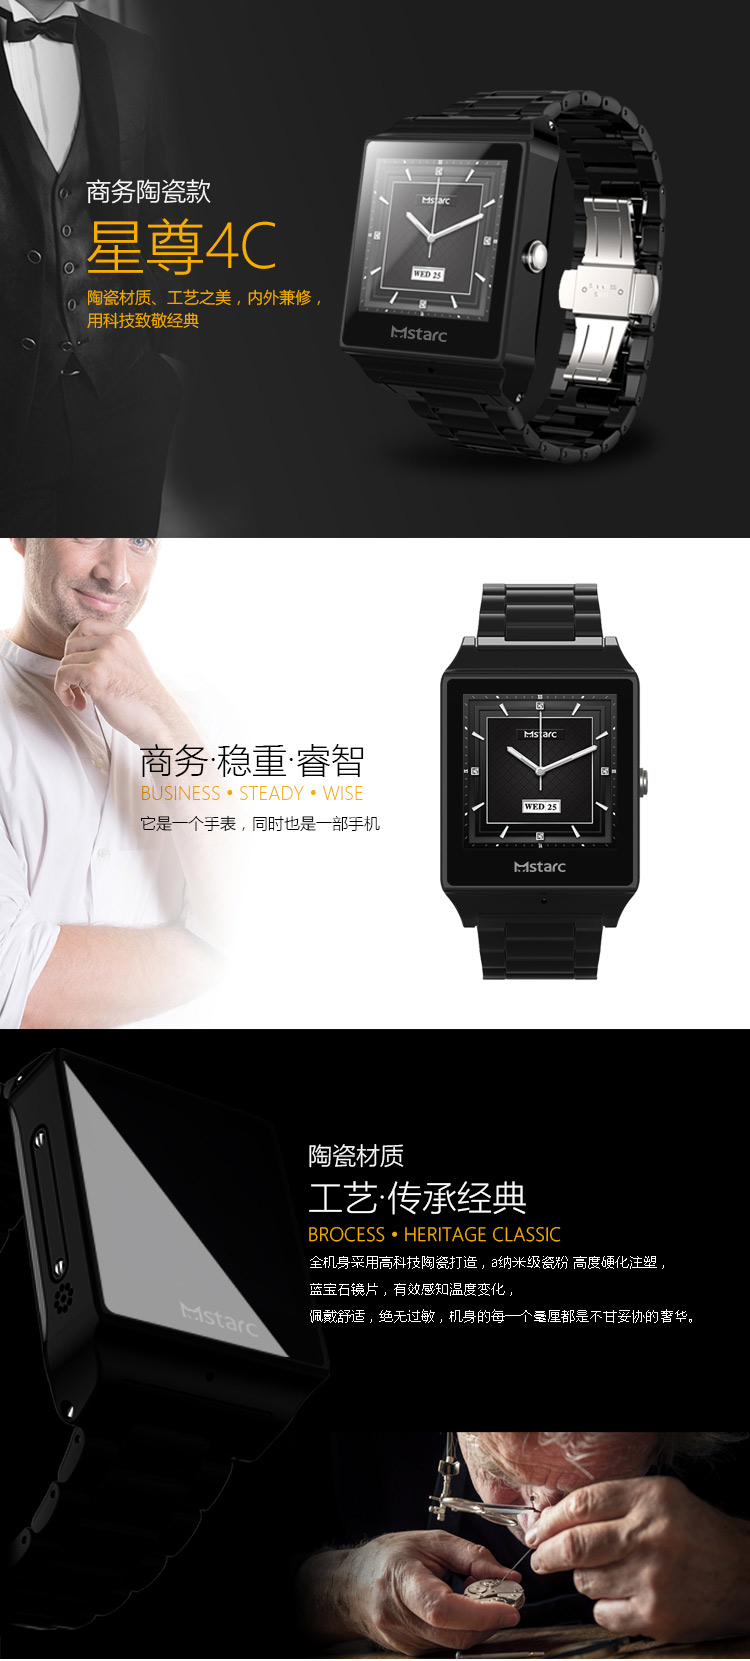 商务陶瓷款
星尊4C
陶瓷材质、工艺之美，内外兼修，
用科技致敬经典
Mstarc
WED 25
Mstarc
商务·稳重·睿智
BUSINESS • STEADY • WISE
它是一个手表，同时也是一部手机
Mstarc
WED 25
Mstarc
陶瓷材质
工艺·传承经典
BROCESS • HERITAGE CLASSIC
全机身采用高科技陶瓷打造，a纳米级瓷粉 高度硬化注塑，
蓝宝石镜片，有效感知温度变化，
佩戴舒适，绝无过敏，机身的每一个毫厘都是不甘妥协的奢华。
Mstarc